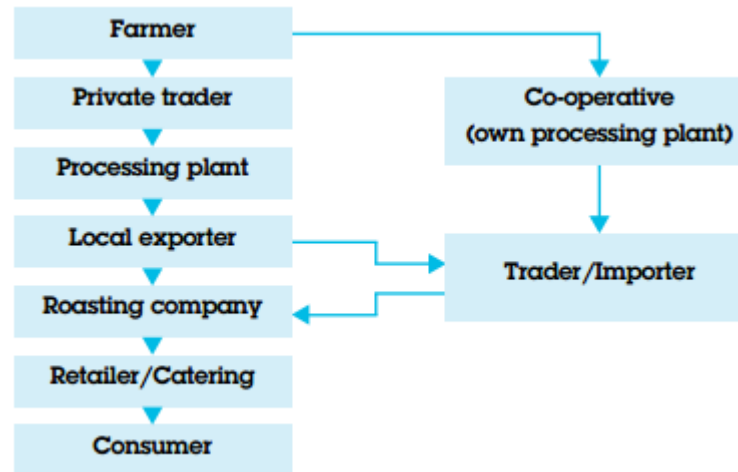 Farmer
Private trader
Processing plant
Local exporter
Roasting company
Retailer/Catering
Consumer
Co-operative
(own processing plant)
Trader/Importer